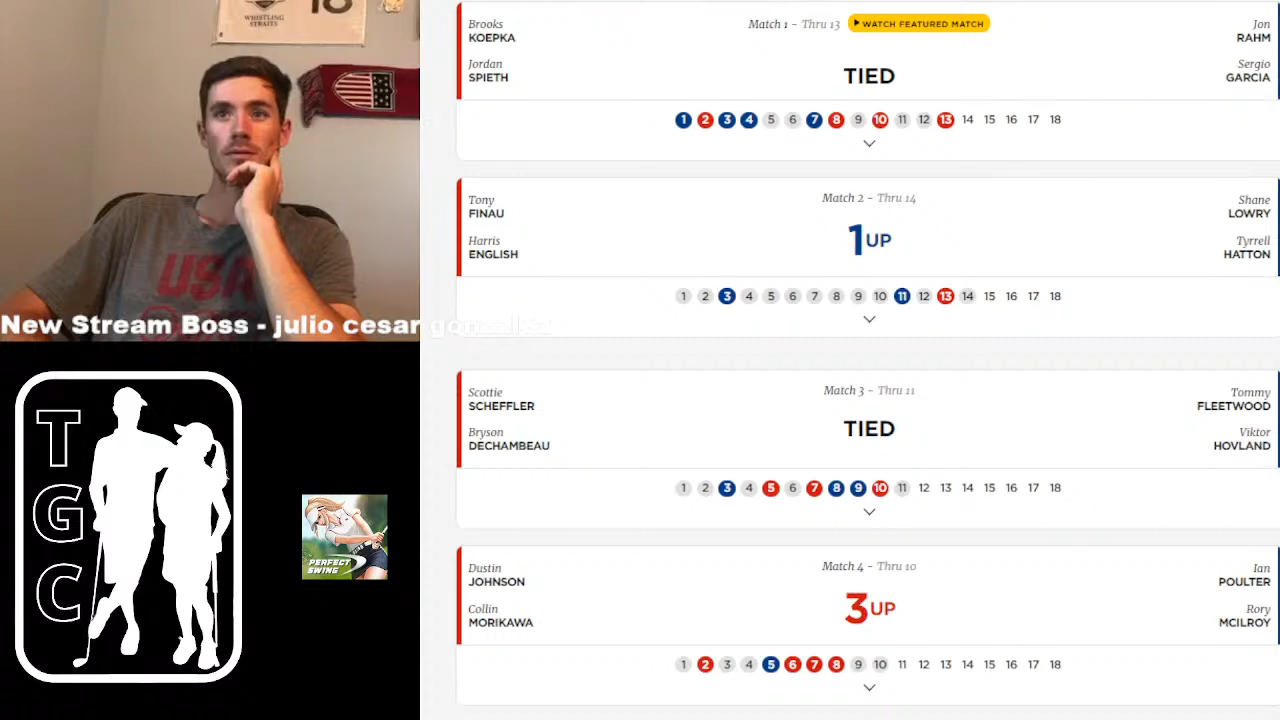 WHISTLING
STRAITS
18
USA
New Stream Boss - julio cesar
TGC
PERFECT
SWING
Brooks
KOEPKA
Jordan
SPIETH
Match 1 - Thru 13
WATCH FEATURED MATCH
TIED
Jon
RAHM
Sergio
GARCIA
1 2 3 4 5 6 7 8 9 10 11 12 13 14 15 16 17 18
Tony
FINAU
Harris
ENGLISH
Match 2 - Thru 14
1 UP
Shane
LOWRY
Tyrrell
HATTON
1 2 3 4 5 6 7 8 9 10 11 12 13 14 15 16 17 18
Scottie
SCHEFFLER
Bryson
DECHAMBEAU
Match 3 - Thru 11
TIED
Tommy
FLEETWOOD
Viktor
HOVLAND
1 2 3 4 5 6 7 8 9 10 11 12 13 14 15 16 17 18
Dustin
JOHNSON
Collin
MORIKAWA
Match 4 - Thru 10
3 UP
Ian
POULTER
Rory
MCILROY
1 2 3 4 5 6 7 8 9 10 11 12 13 14 15 16 17 18